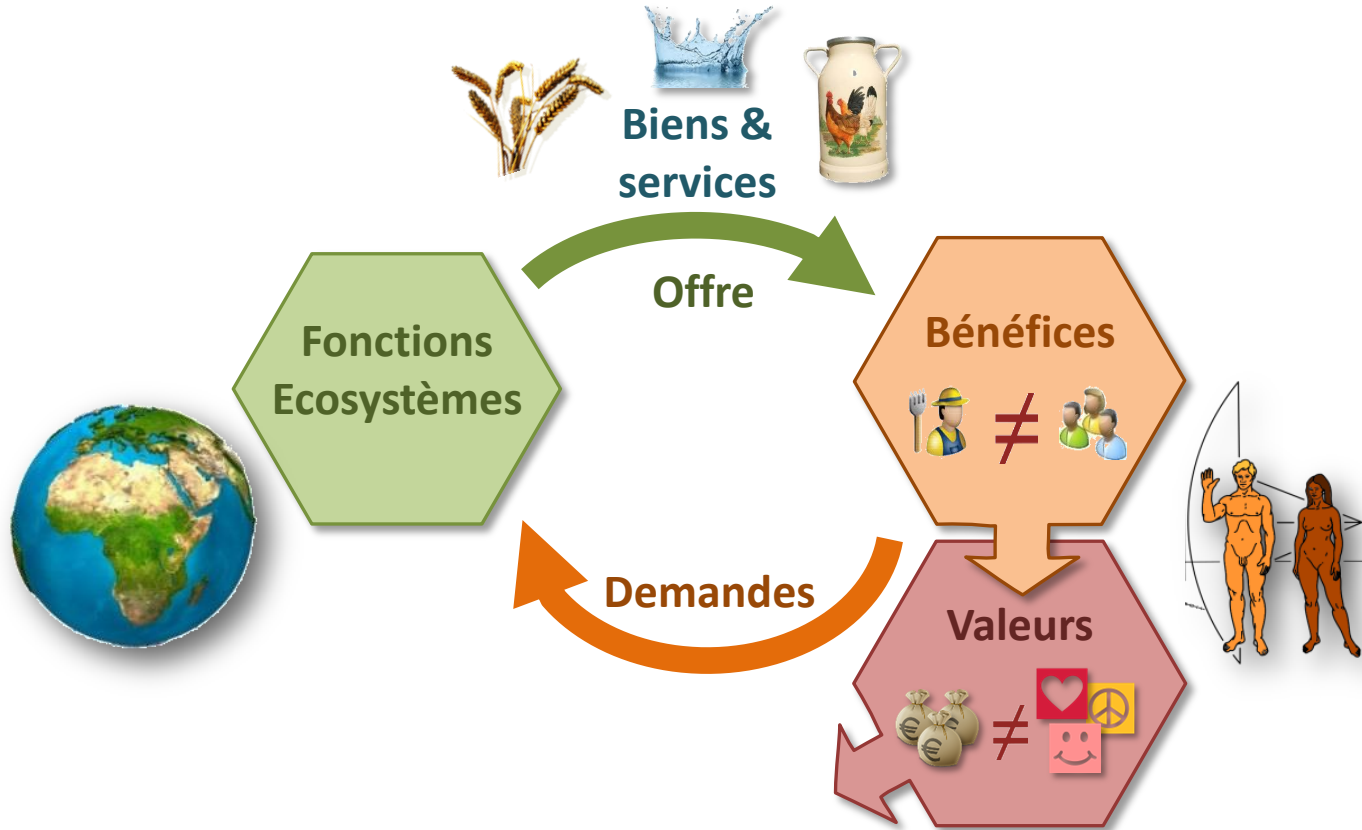 Biens &
services
Offre
Fonctions
Ecosystèmes
Bénéfices
≠
Demandes
Valeurs
€ € €
≠